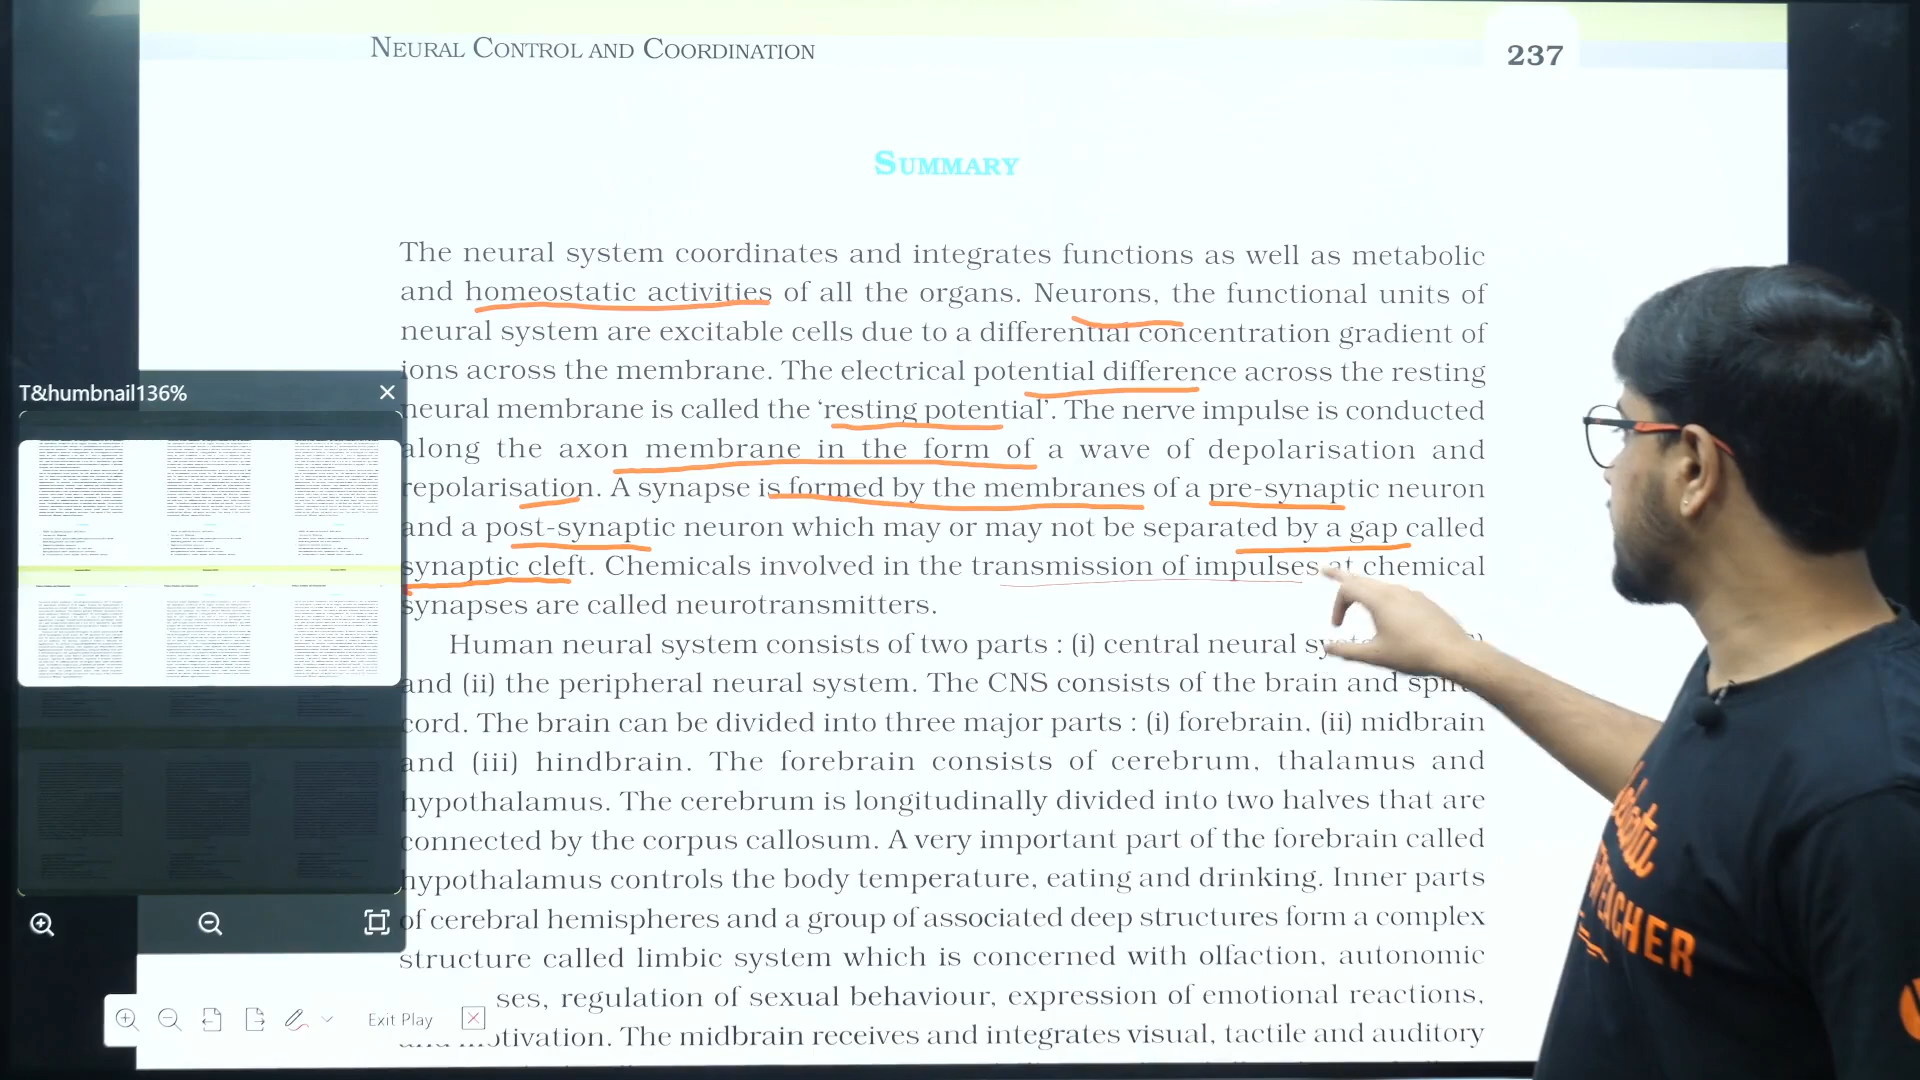 NEURAL CONTROL AND COORDINATION
237
SUMMARY
The neural system coordinates and integrates functions as well as metabolic
and homeostatic activities of all the organs. Neurons, the functional units of
neural system are excitable cells due to a differential concentration gradient of
ions across the membrane. The electrical potential difference across the resting
neural membrane is called the ‘resting potential’. The nerve impulse is conducted
along the axon membrane in the form of a wave of depolarisation and
repolarisation. A synapse is formed by the membranes of a pre-synaptic neuron
and a post-synaptic neuron which may or may not be separated by a gap called
synaptic cleft. Chemicals involved in the transmission of impulses at chemical
synapses are called neurotransmitters.
Human neural system consists of two parts : (i) central neural
and (ii) the peripheral neural system. The CNS consists of the brain and
cord. The brain can be divided into three major parts : (i) forebrain, (ii) midbrain
and (iii) hindbrain. The forebrain consists of cerebrum, thalamus and
hypothalamus. The cerebrum is longitudinally divided into two halves that are
connected by the corpus callosum. A very important part of the forebrain called
hypothalamus controls the body temperature, eating and drinking. Inner parts
of cerebral hemispheres and a group of associated deep structures form a complex
structure called limbic system which is concerned with olfaction, autonomic
ses, regulation of sexual behaviour, expression of emotional reactions,
otivation. The midbrain receives and integrates visual, tactile and auditory
T&humbnail136%
Exit Play